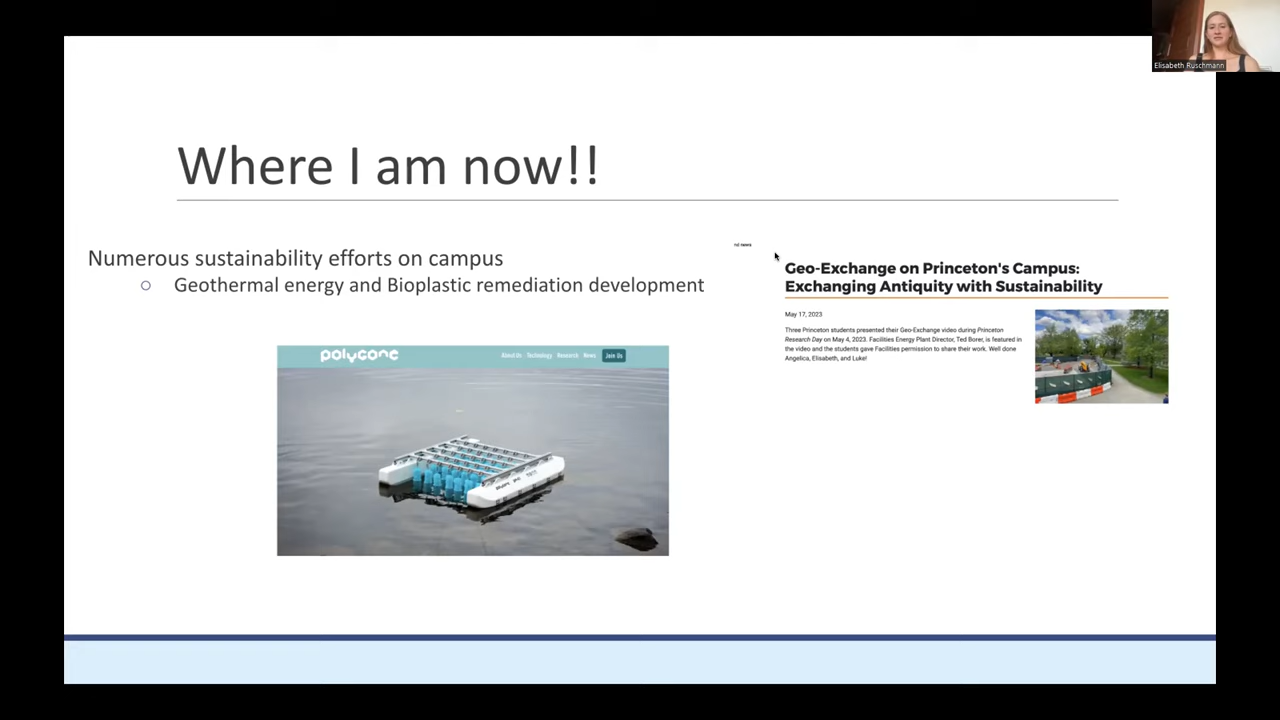 Elisabeth Ruschmann
Where I am now!!
Numerous sustainability efforts on campus
Geothermal energy and Bioplastic remediation development
polygone
About Us Technology Research News Join Us
nd news
Geo-Exchange on Princeton's Campus:
Exchanging Antiquity with Sustainability
May 17, 2023
Three Princeton students presented their Geo-Exchange video during Princeton
Research Day on May 4, 2023. Facilities Energy Plant Director, Ted Borer, is featured in
the video and the students gave Facilities permission to share their work. Well done
Angelica, Elisabeth, and Luke!